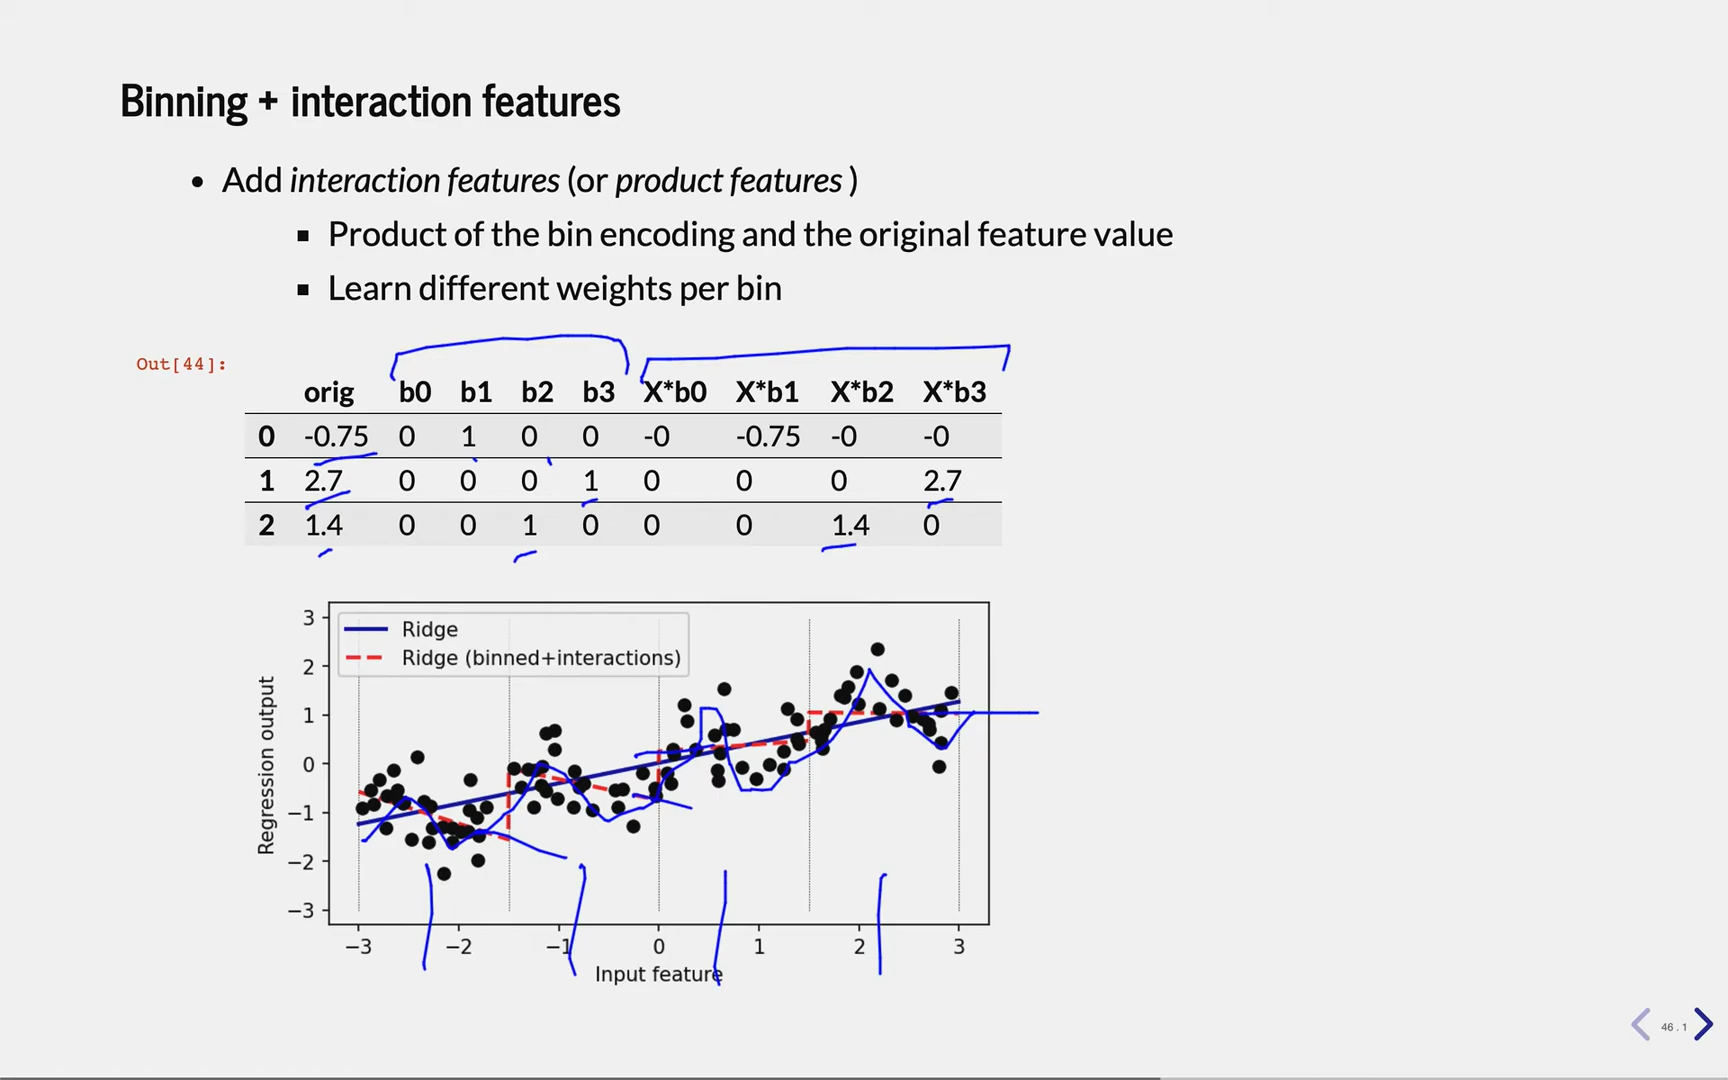 Binning + interaction features
• Add interaction features (or product features )
▪ Product of the bin encoding and the original feature value
▪ Learn different weights per bin
Out[44]:
orig b0 b1 b2 b3 X*b0 X*b1 X*b2 X*b3
0 -0.75 0 1 0 0 -0 -0.75 -0 -0
1 2.7 0 0 0 1 0 0 0 2.7
2 1.4 0 0 1 0 0 0 1.4 0
Ridge
Ridge (binned+interactions)
Regression output
3
2
1
0
−1
−2
−3
−3 −2 −1 0 1 2 3
Input feature
46 . 1